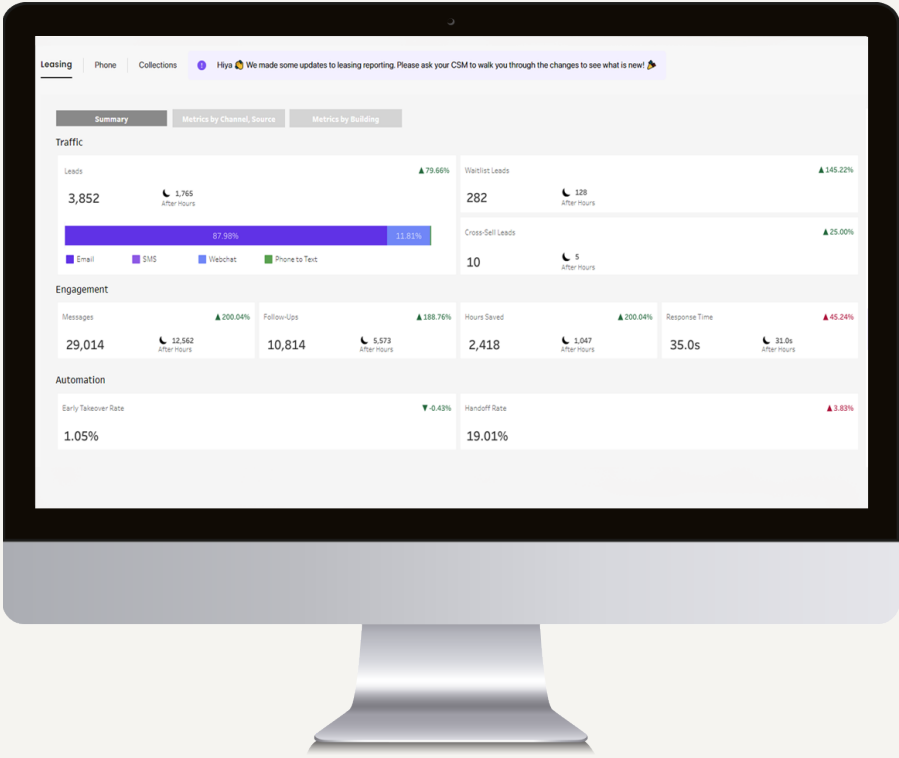 Leasing
Phone
Collections
Hiya 👋 We made some updates to leasing reporting. Please ask your CSM to walk you through the changes to see what is new! 🎉
Summary
Metrics by Channel, Source
Metrics by Building
Traffic
Leads
▲79.66%
3,852
1,765
After Hours
87.98%
11.81%
Email
SMS
Webchat
Phone to Text
Waitlist Leads
▲145.22%
282
128
After Hours
Cross-Sell Leads
▲25.00%
10
5
After Hours
Engagement
Messages
▲200.04%
29,014
12,562
After Hours
Follow-Ups
▲188.76%
10,814
5,573
After Hours
Hours Saved
▲200.04%
2,418
1,047
After Hours
Response Time
▲45.24%
35.0s
31.0s
After Hours
Automation
Early Takeover Rate
▼-0.43%
1.05%
Handoff Rate
▲3.83%
19.01%